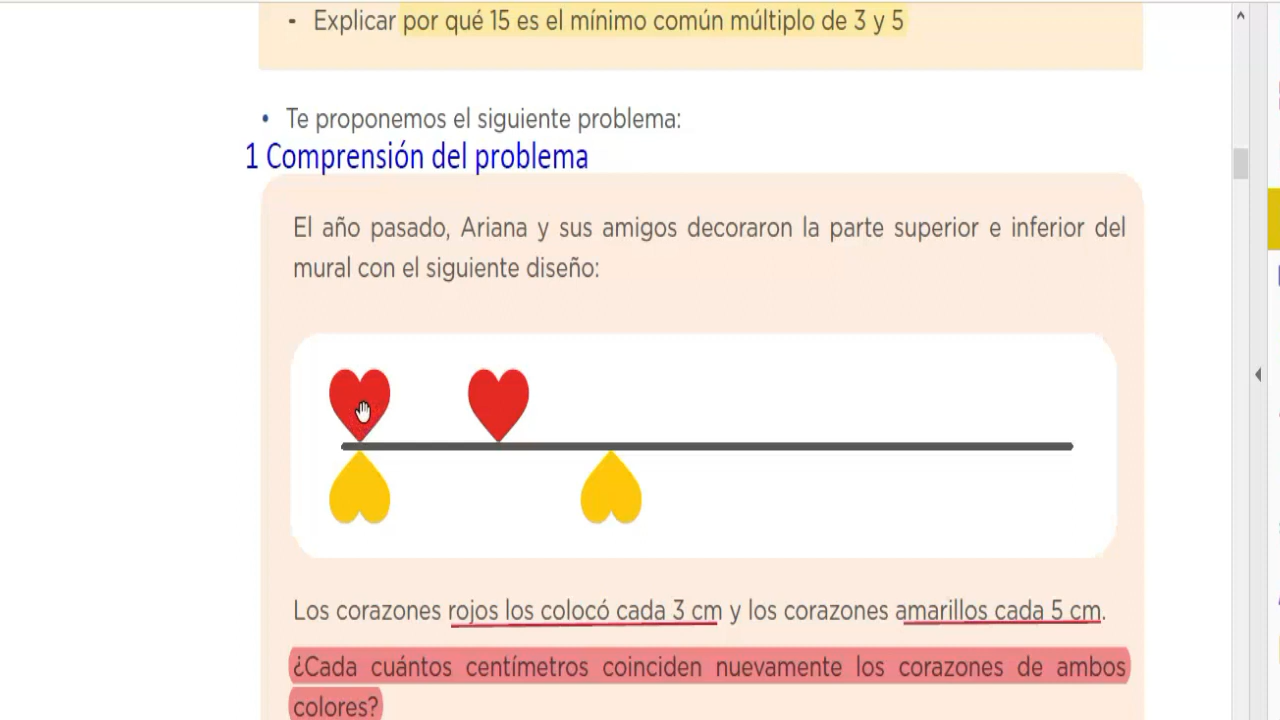 - Explicar por qué 15 es el mínimo común múltiplo de 3 y 5
• Te proponemos el siguiente problema:
1 Comprensión del problema
El año pasado, Ariana y sus amigos decoraron la parte superior e inferior del
mural con el siguiente diseño:
Los corazones rojos los colocó cada 3 cm y los corazones amarillos cada 5 cm.
¿Cada cuántos centímetros coinciden nuevamente los corazones de ambos
colores?